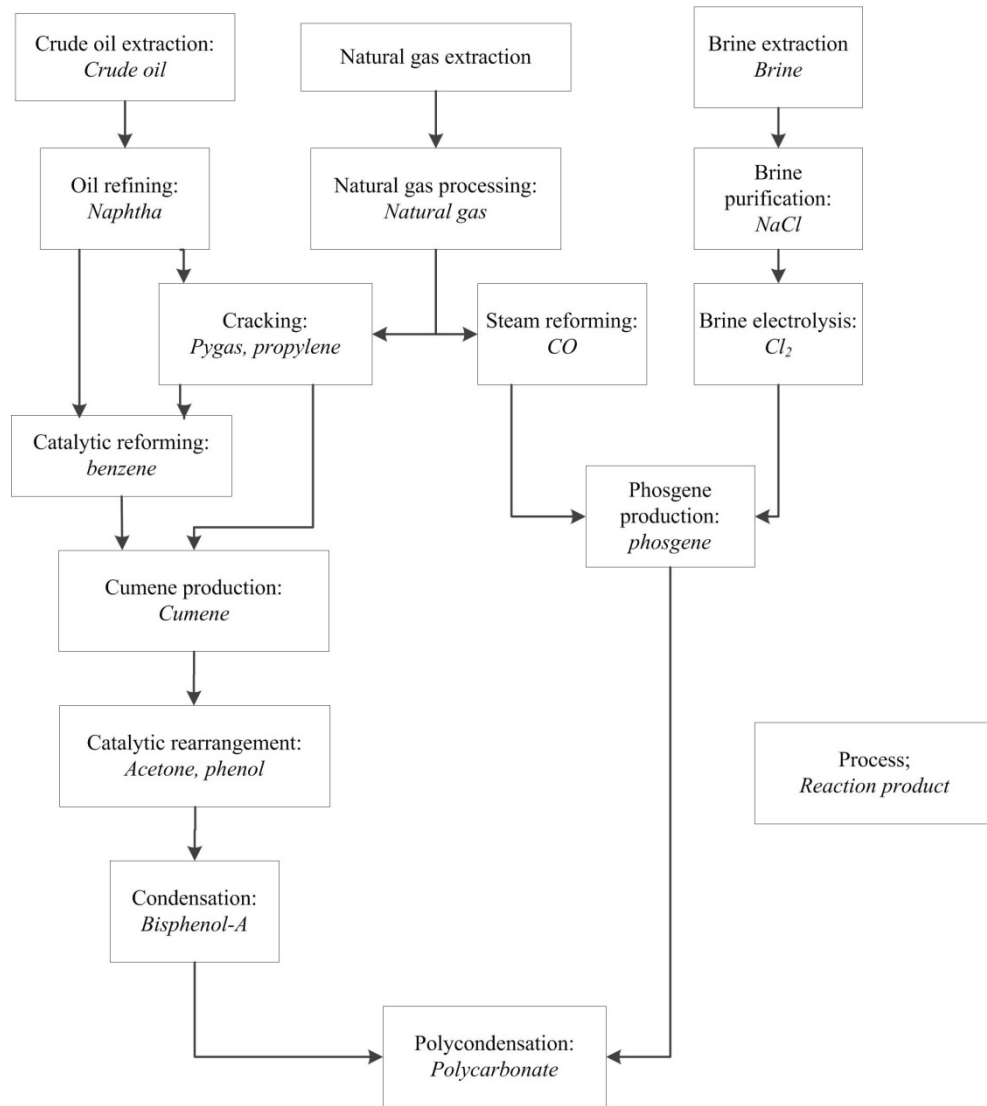 Crude oil extraction:
Crude oil
Natural gas extraction
Brine extraction
Brine
Oil refining:
Naphtha
Natural gas processing:
Natural gas
Brine
purification:
NaCl
Cracking:
Pygas, propylene
Steam reforming:
CO
Brine electrolysis:
Cl₂
Catalytic reforming:
benzene
Phosgene
production:
phosgene
Cumene production:
Cumene
Catalytic rearrangement:
Acetone, phenol
Process;
Reaction product
Condensation:
Bisphenol-A
Polycondensation:
Polycarbonate